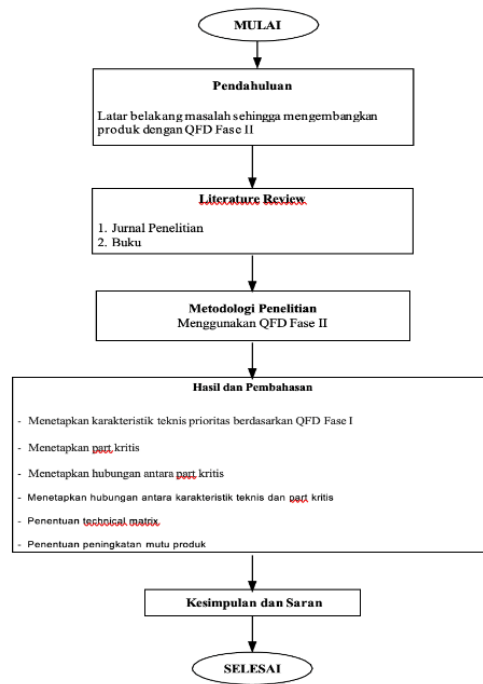 MULAI
Pendahuluan
Latar belakang masalah sehingga mengembangkan
produk dengan QFD Fase II
Literature Review
1. Jurnal Penelitian
2. Buku
Metodologi Penelitian
Menggunakan QFD Fase II
Hasil dan Pembahasan
- Menetapkan karakteristik teknis prioritas berdasarkan QFD Fase I
- Menetapkan part kritis
- Menetapkan hubungan antara part kritis
- Menetapkan hubungan antara karakteristik teknis dan part kritis
- Penentuan technical matrix
- Penentuan peningkatan mutu produk
Kesimpulan dan Saran
SELESAI